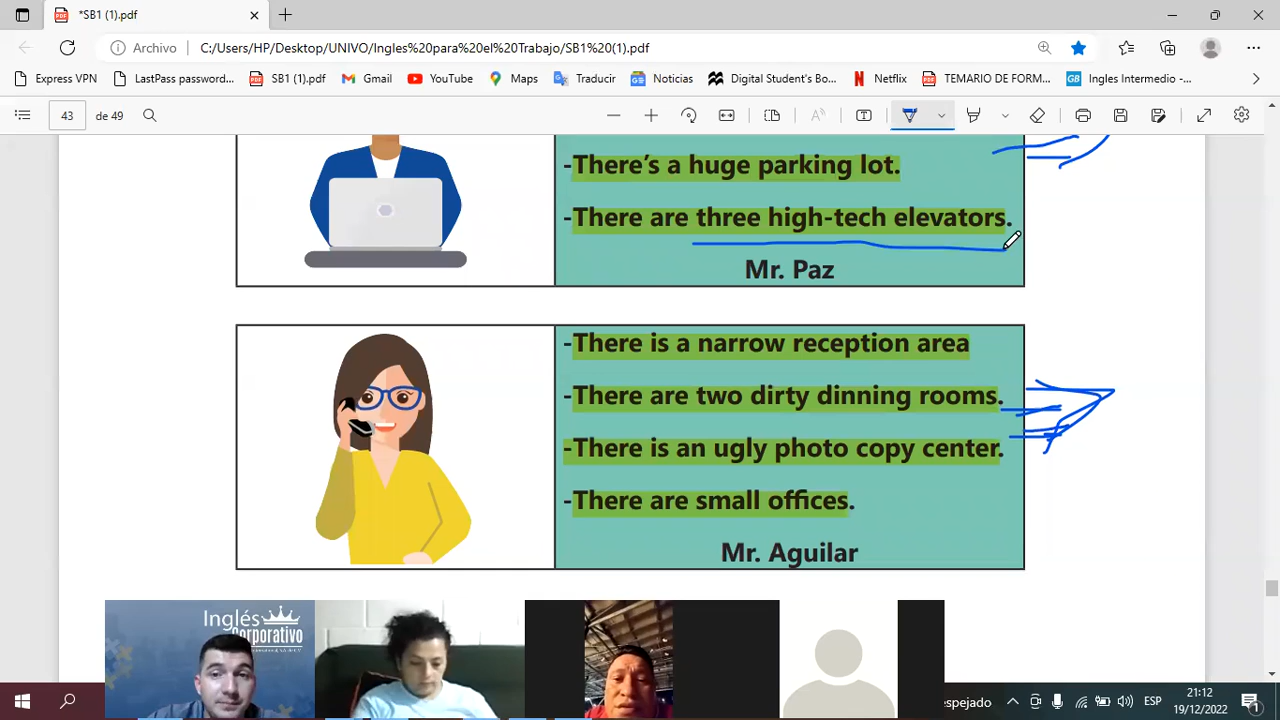 *SB1 (1).pdf
Archivo
C:/Users/HP/Desktop/UNIVO/Ingles%20para%20el%20Trabajo/SB1%20(1).pdf
Express VPN
LastPass password...
SB1 (1).pdf
Gmail
YouTube
Maps
Traducir
Noticias
Digital Student's Bo...
Netflix
TEMARIO DE FORM...
Ingles Intermedio -...
43
de 49
-There's a huge parking lot.
-There are three high-tech elevators.
Mr. Paz
-There is a narrow reception area
-There are two dirty dinning rooms.
-There is an ugly photo copy center.
-There are small offices.
Mr. Aguilar
Inglés
Corporativo
espejado
ESP
21:12
19/12/2022